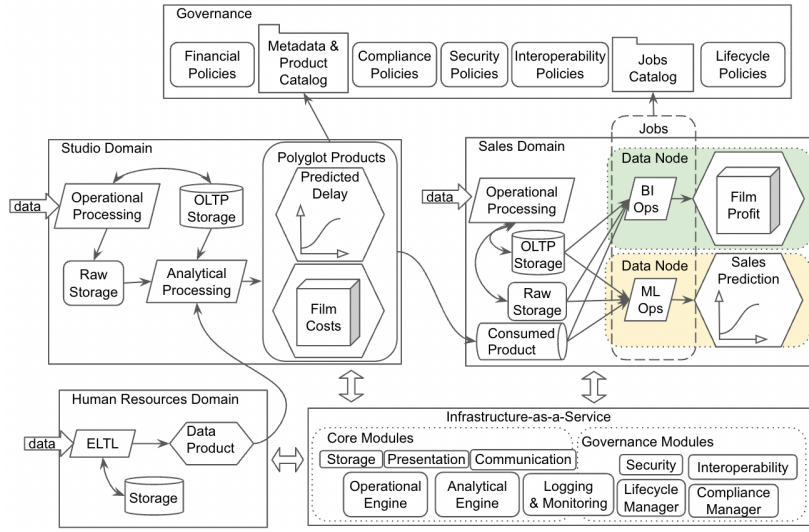 Governance
Financial
Policies
Metadata &
Product
Catalog
Compliance
Policies
Security
Policies
Interoperability
Policies
Jobs
Catalog
Lifecycle
Policies
Studio Domain
data
Operational
Processing
OLTP
Storage
Raw
Storage
Analytical
Processing
Polyglot Products
Predicted
Delay
Film
Costs
Sales Domain
data
Operational
Processing
OLTP
Storage
Raw
Storage
Consumed
Product
Jobs
Data Node
BI
Ops
Film
Profit
Data Node
ML
Ops
Sales
Prediction
Human Resources Domain
data
ELTL
Data
Product
Storage
Infrastructure-as-a-Service
Core Modules
Storage
Presentation
Communication
Operational
Engine
Analytical
Engine
Logging
& Monitoring
Governance Modules
Security
Interoperability
Lifecycle
Manager
Compliance
Manager